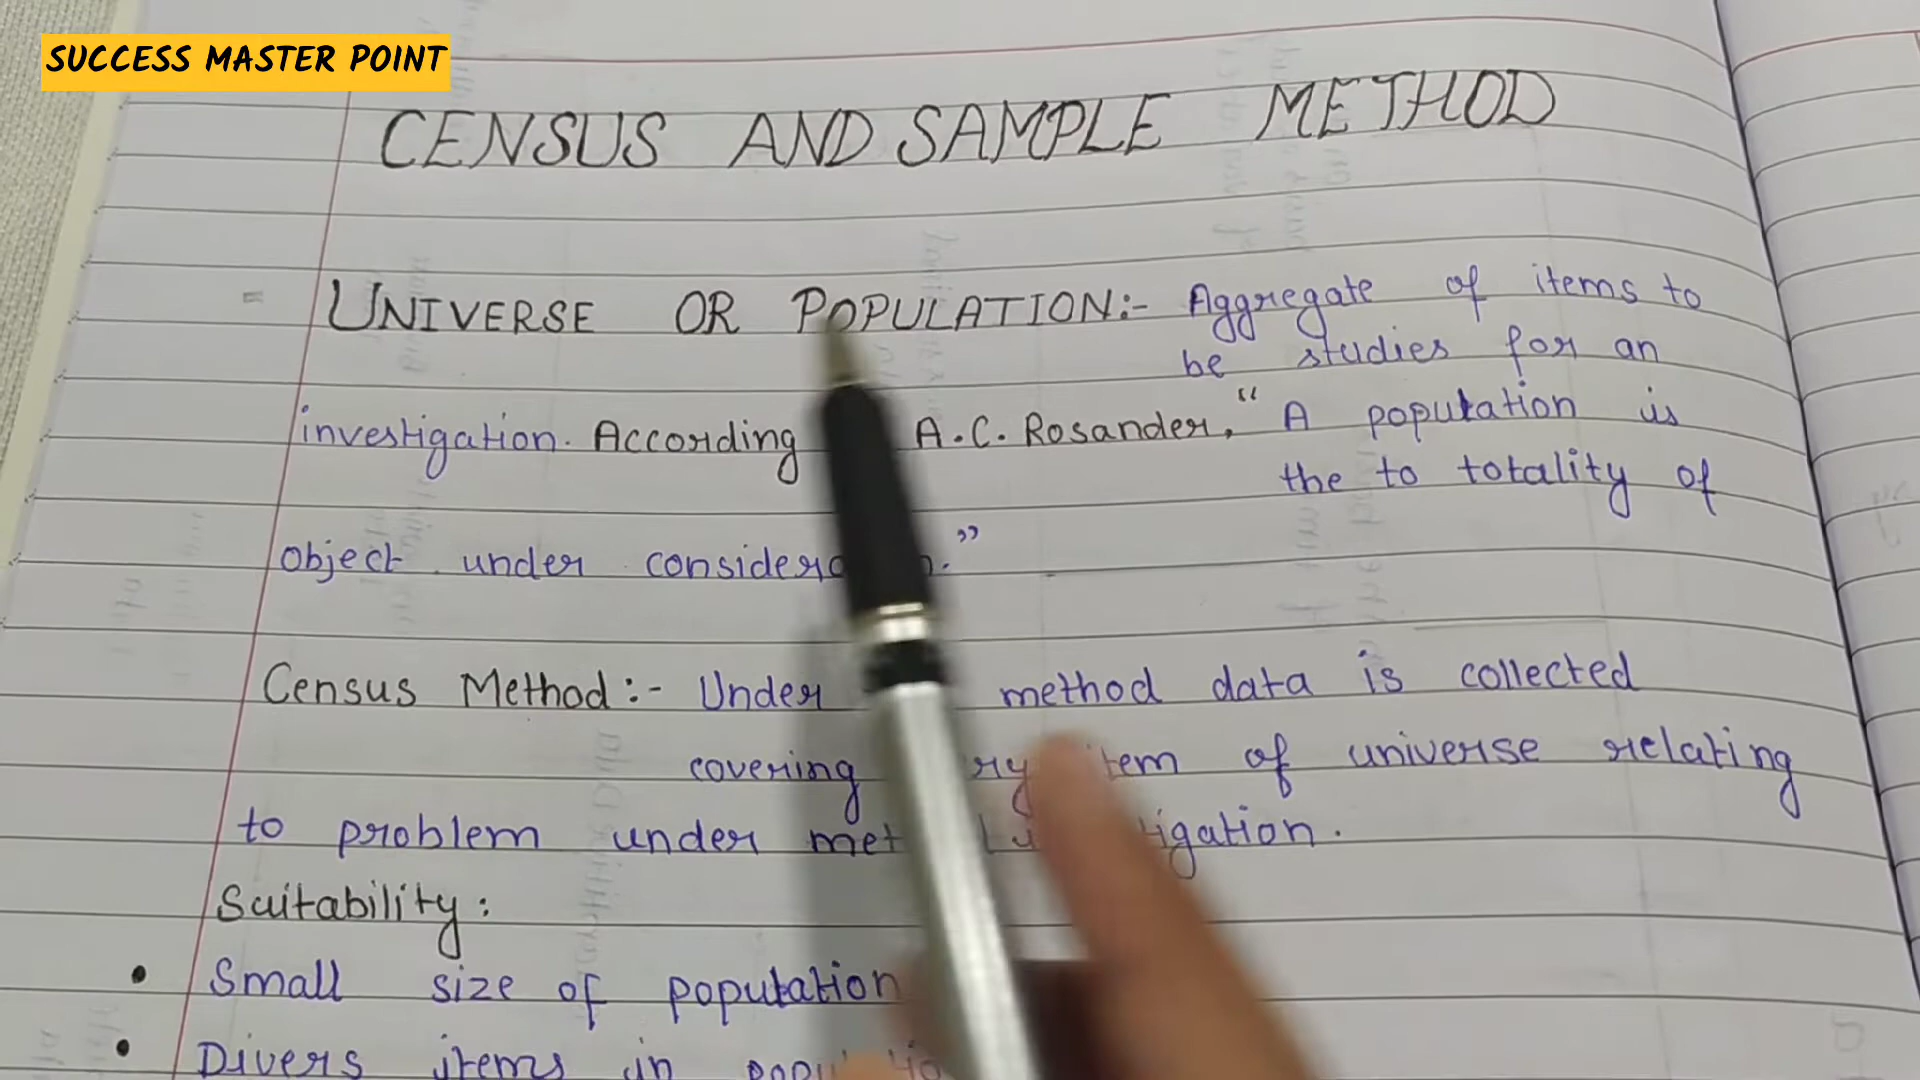 SUCCESS MASTER POINT
CENSUS AND SAMPLE METHOD
UNIVERSE OR POPULATION:- Aggregate of items to
be studies for an
investigation. According A.C. Rosander, " A population is
the to totality of
object under
Census Method:- Under method data is collected
covering of universe relating
to problem under
Suitability:
• Small size of population
• Divers items in